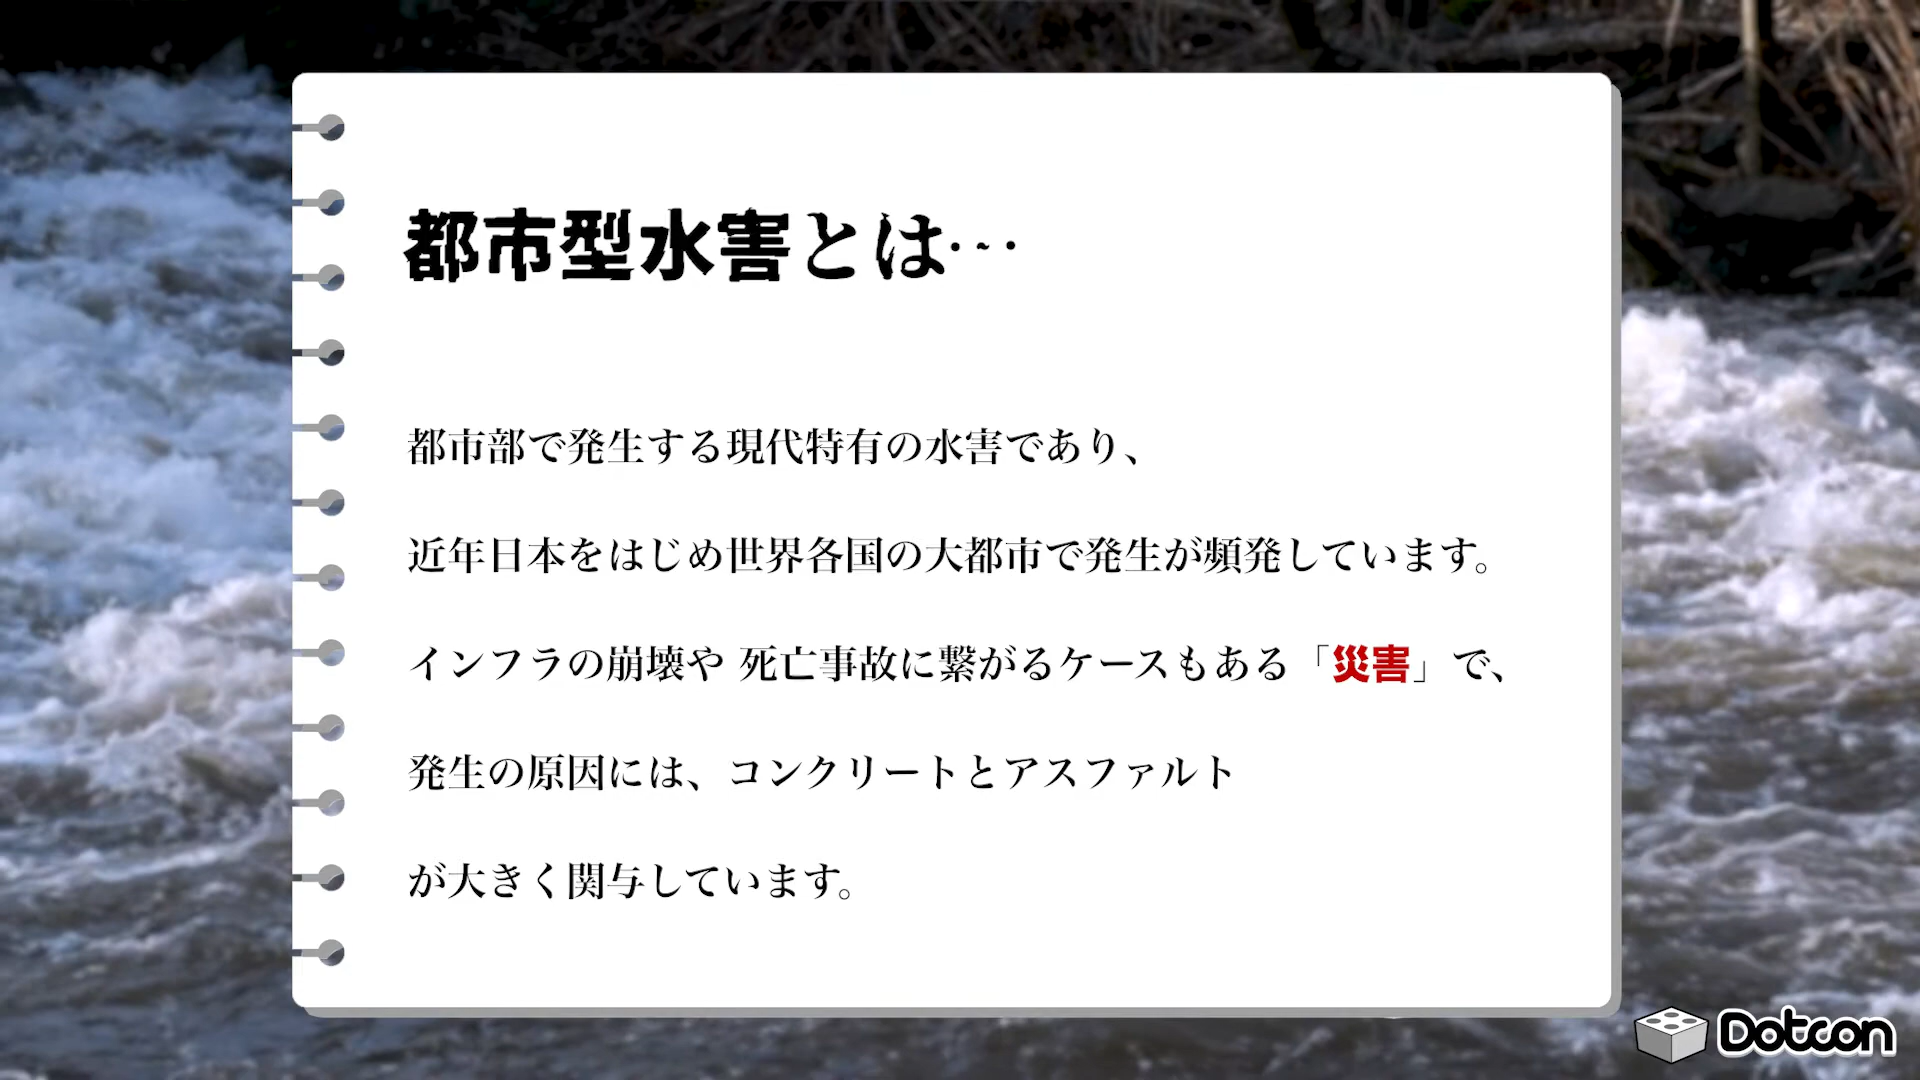 都市型水害とは…
都市部で発生する現代特有の水害であり、
近年日本をはじめ世界各国の大都市で発生が頻発しています。
インフラの崩壊や 死亡事故に繋がるケースもある「災害」で、
発生の原因には、コンクリートとアスファルト
が大きく関与しています。
Dotcon